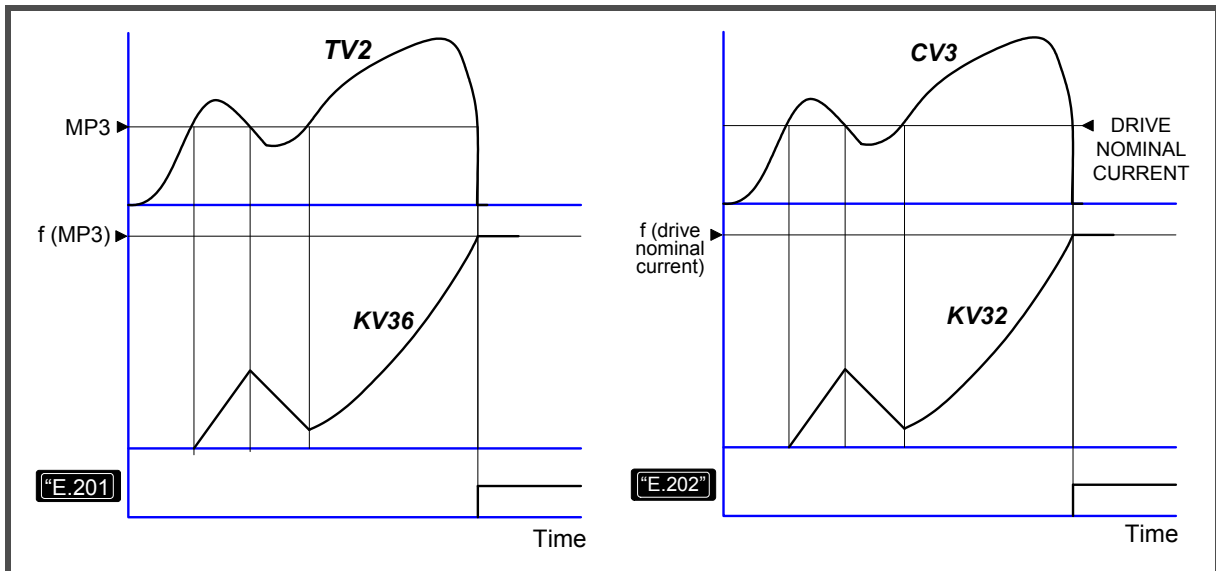 TV2
MP3
f (MP3)
KV36
"E.201
Time
CV3
DRIVE
NOMINAL
CURRENT
f (drive
nominal
current)
KV32
"E.202"
Time